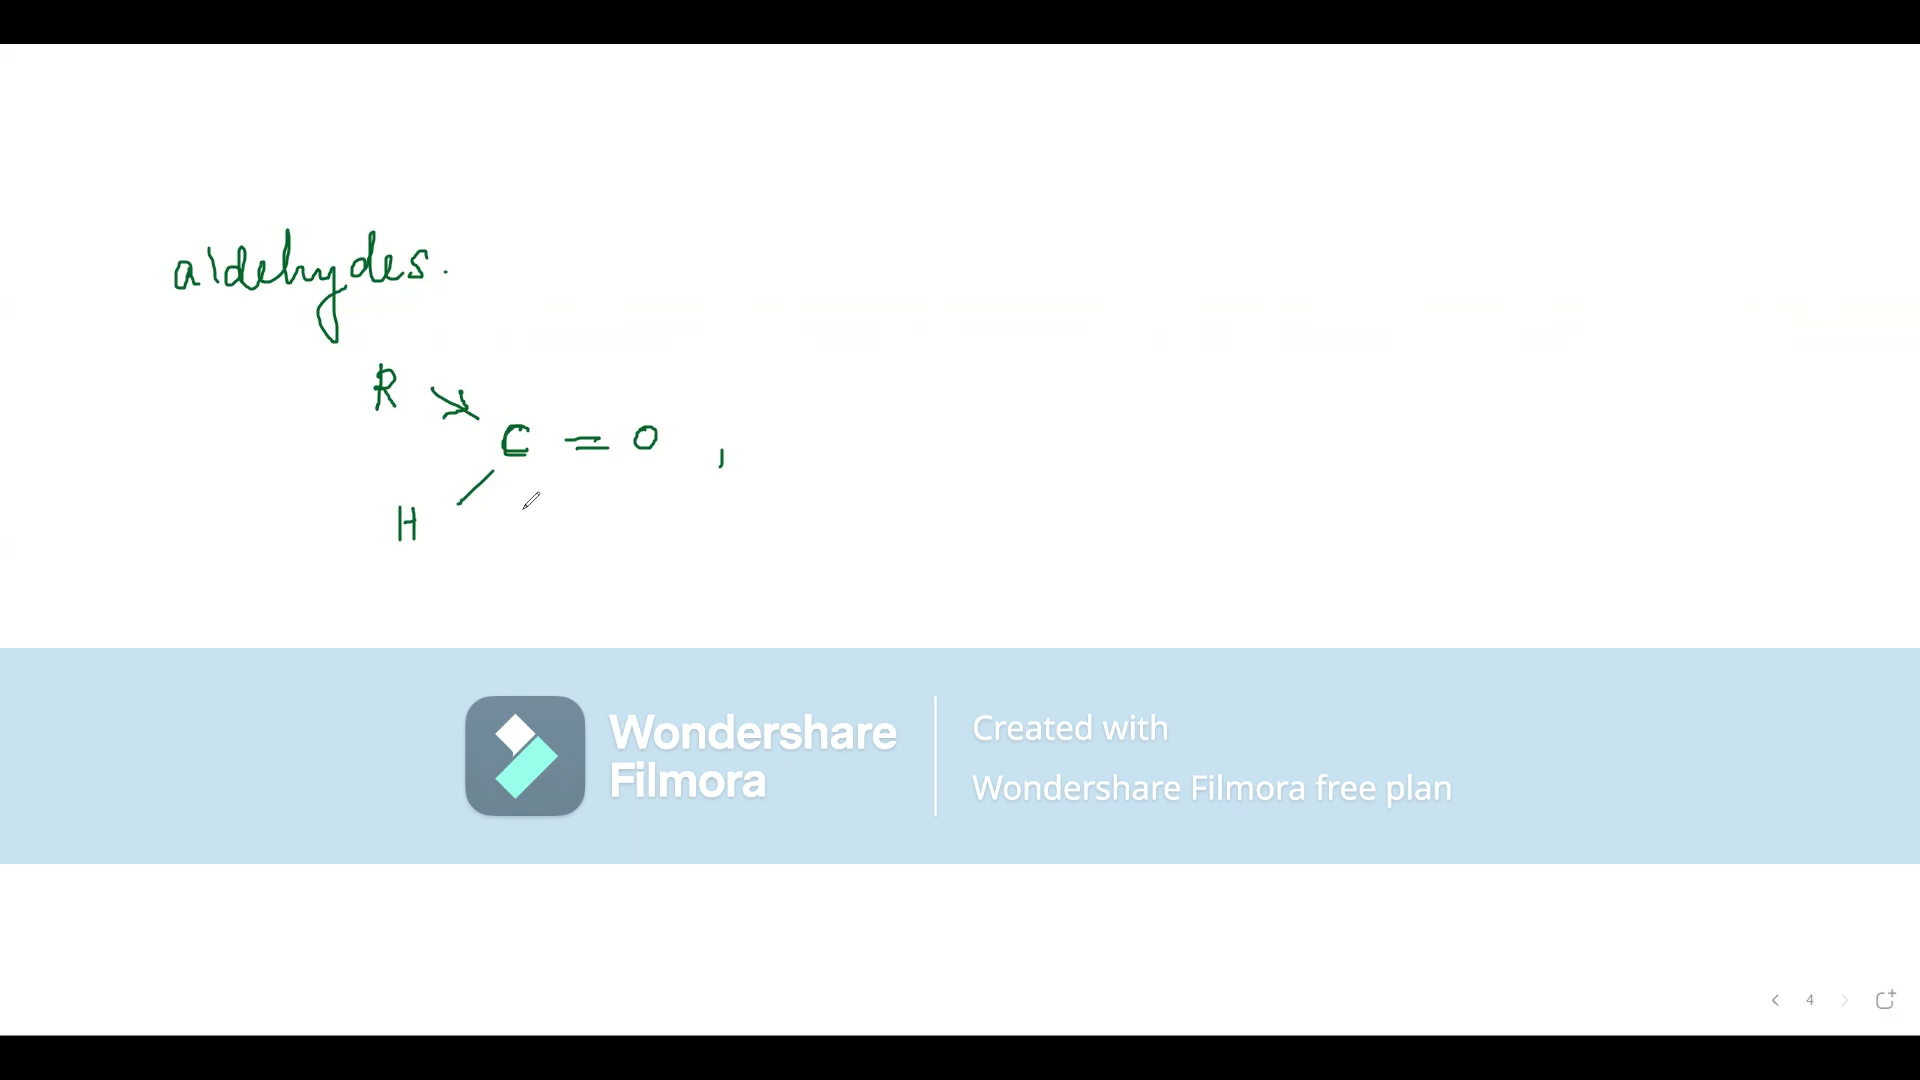 aldehydes.
R
C = O ,
H
Wondershare
Filmora
Created with
Wondershare Filmora free plan
4